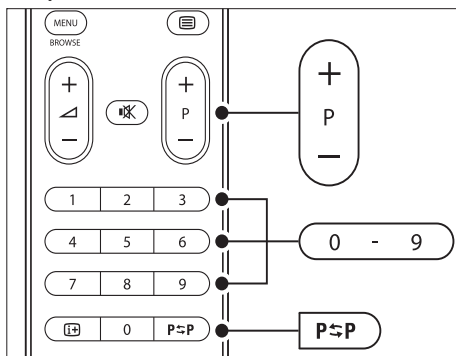 MENU
BROWSE
+ + +
P P
− − −
1 2 3
4 5 6
0 - 9
7 8 9
i+ 0 P⇆P P⇆P